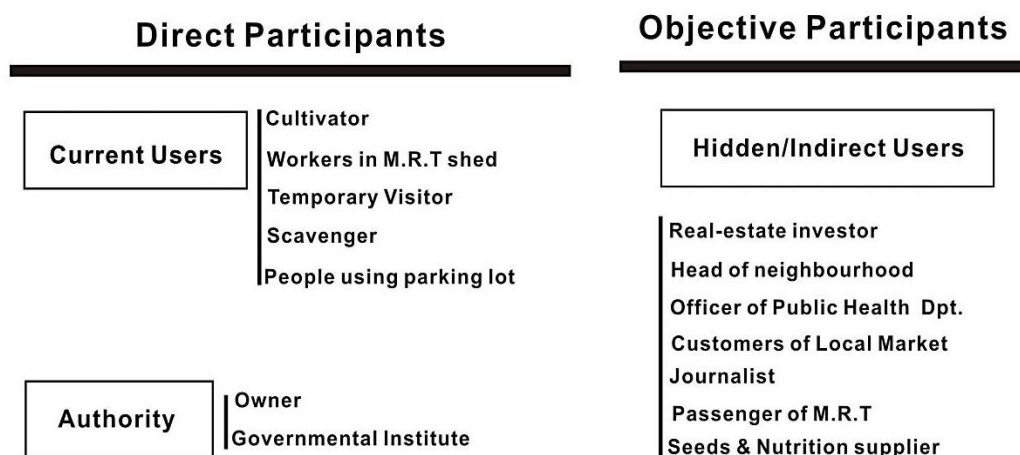 Direct Participants
Current Users
Cultivator
Workers in M.R.T shed
Temporary Visitor
Scavenger
People using parking lot
Authority
Owner
Governmental Institute
Objective Participants
Hidden/Indirect Users
Real-estate investor
Head of neighbourhood
Officer of Public Health Dpt.
Customers of Local Market
Journalist
Passenger of M.R.T
Seeds & Nutrition supplier